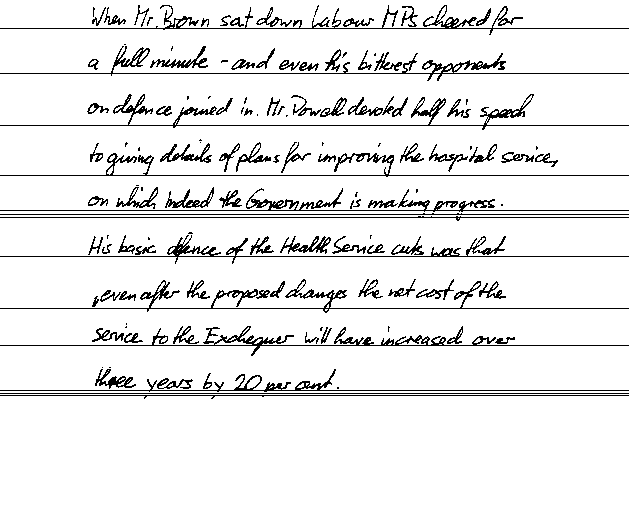 When Mr. Brown sat down Labour MPs cheered for
a full minute - and even his bitterest opponents
on defence joined in. Mr. Powell devoted half his speech
to giving details of plans for improving the hospital service,
on which indeed the Government is making progress.
His basic defence of the Health Service cuts was that
, even after the proposed changes the net cost of the
Service to the Exchequer will have increased over
three years by 20 per cent.